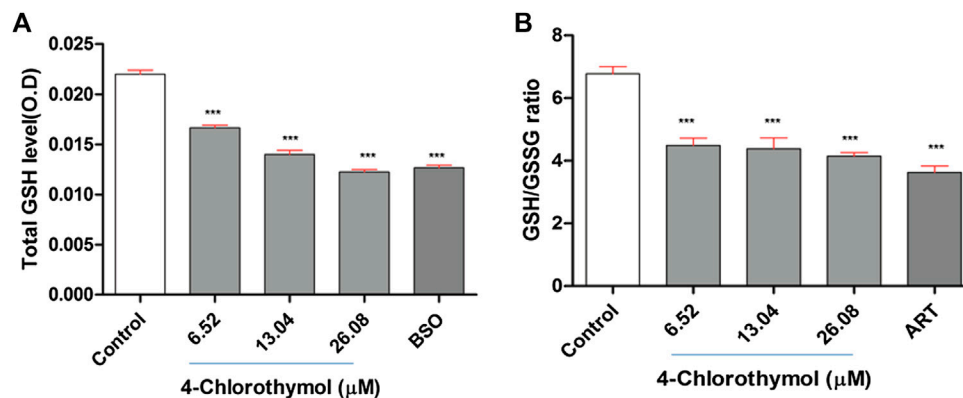 A
Total GSH level(O.D)
0.025
0.020
0.015
0.010
0.005
0.000
***
***
***
***
Control
6.52
13.04
26.08
BSO
4-Chlorothymol (μM)
B
GSH/GSSG ratio
8
6
4
2
0
***
***
***
***
Control
6.52
13.04
26.08
ART
4-Chlorothymol (μM)